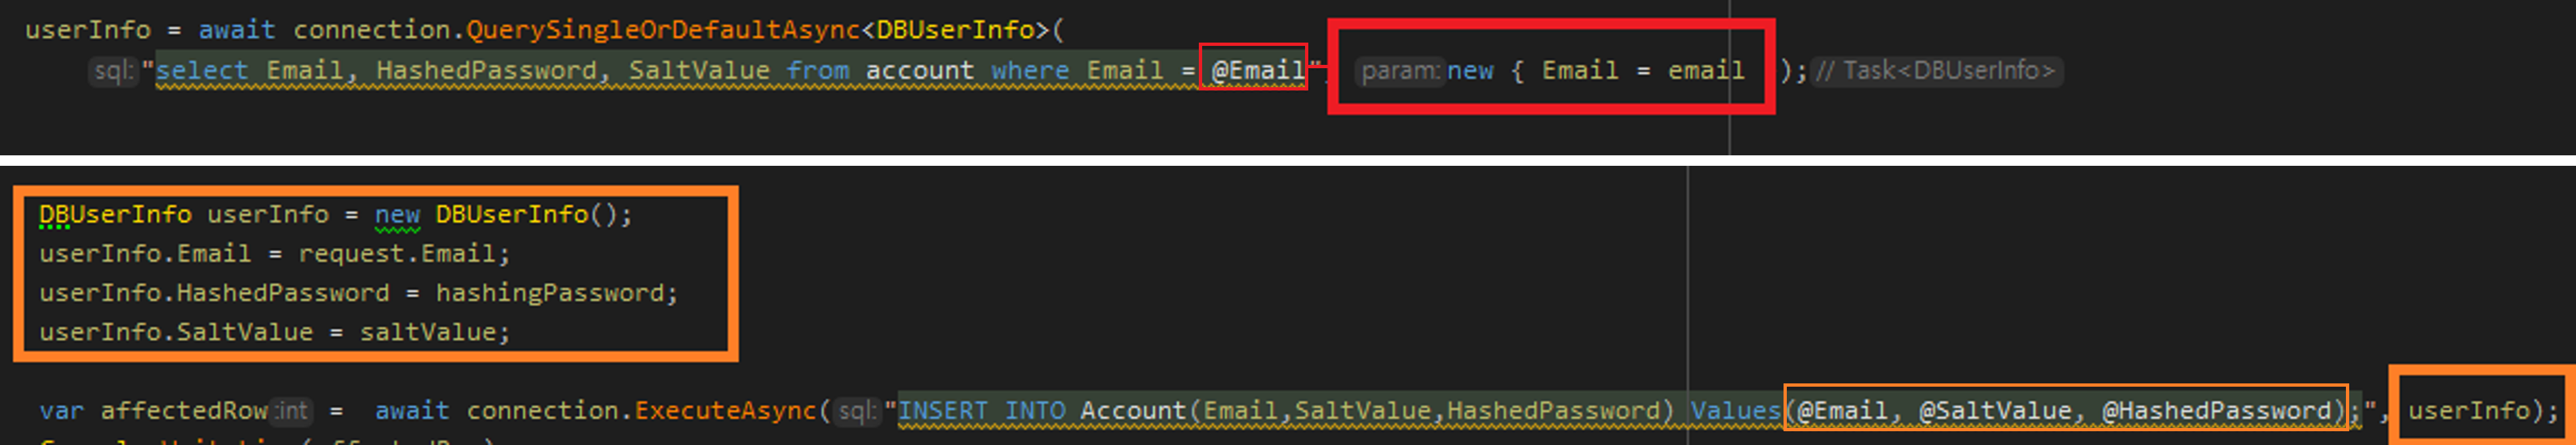 userInfo = await connection.QuerySingleOrDefaultAsync<DBUserInfo>(
sql: "select Email, HashedPassword, SaltValue from account where Email = @Email", param: new { Email = email });// Task<DBUserInfo>
DBUserInfo userInfo = new DBUserInfo();
userInfo.Email = request.Email;
userInfo.HashedPassword = hashingPassword;
userInfo.SaltValue = saltValue;
var affectedRow:int = await connection.ExecuteAsync(sql: "INSERT INTO Account(Email,SaltValue,HashedPassword) Values(@Email, @SaltValue, @HashedPassword);", userInfo);